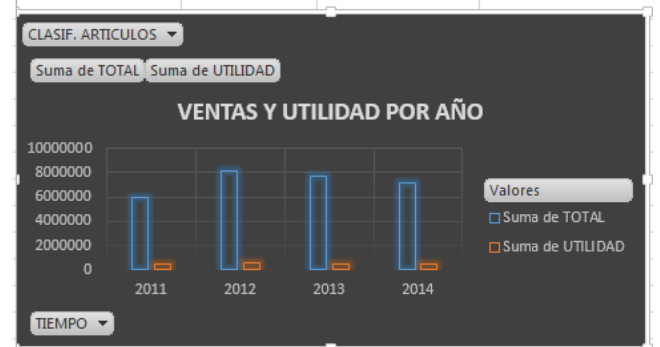 CLASIF. ARTICULOS
Suma de TOTAL Suma de UTILIDAD
VENTAS Y UTILIDAD POR AÑO
10000000
8000000
6000000
4000000
2000000
0
2011 2012 2013 2014
Valores
Suma de TOTAL
Suma de UTILIDAD
TIEMPO